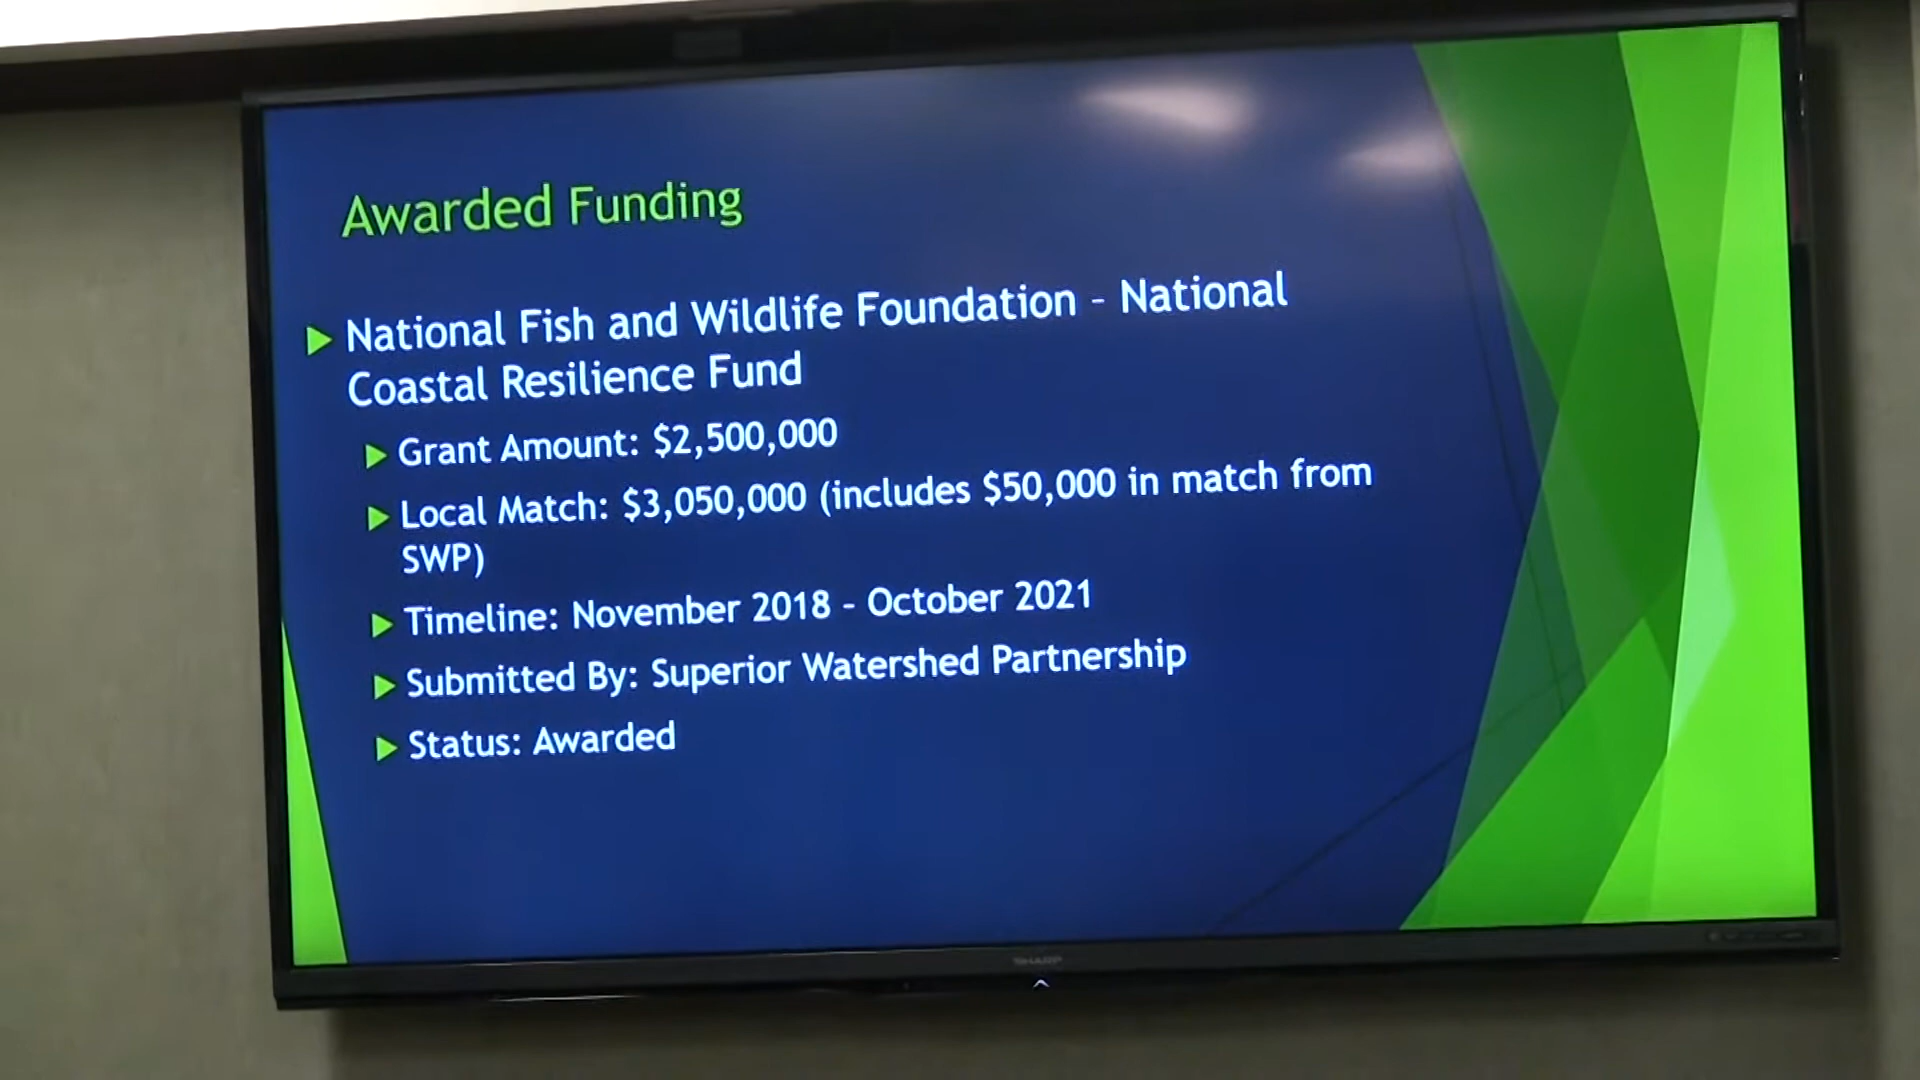 Awarded Funding
National Fish and Wildlife Foundation – National
Coastal Resilience Fund
Grant Amount: $2,500,000
Local Match: $3,050,000 (includes $50,000 in match from
SWP)
Timeline: November 2018 – October 2021
Submitted By: Superior Watershed Partnership
Status: Awarded
SHARP